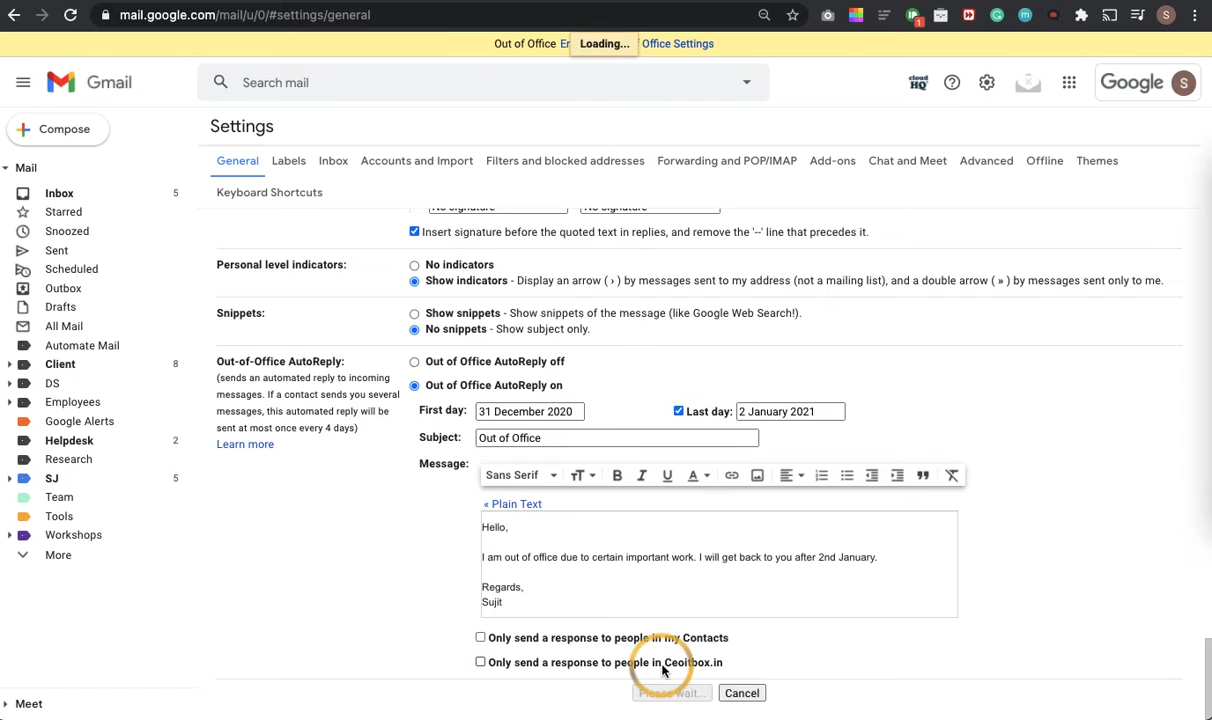 mail.google.com/mail/u/0/#settings/general
1
S
Out of Office Loading... Office Settings
Gmail
Search mail
cloud
HQ
Google S
Compose
Settings
General Labels Inbox Accounts and Import Filters and blocked addresses Forwarding and POP/IMAP Add-ons Chat and Meet Advanced Offline Themes
Keyboard Shortcuts
Mail
Inbox 5
Starred
Snoozed
Sent
Scheduled
Outbox
Drafts
All Mail
Automate Mail
Client 8
DS
Employees
Google Alerts
Helpdesk 2
Research
SJ 5
Team
Tools
Workshops
More
Meet
No signature No signature
Insert signature before the quoted text in replies, and remove the '--' line that precedes it.
Personal level indicators:
No indicators
Show indicators - Display an arrow ( › ) by messages sent to my address (not a mailing list), and a double arrow ( » ) by messages sent only to me.
Snippets:
Show snippets - Show snippets of the message (like Google Web Search!).
No snippets - Show subject only.
Out-of-Office AutoReply:
(sends an automated reply to incoming
messages. If a contact sends you several
messages, this automated reply will be
sent at most once every 4 days)
Learn more
Out of Office AutoReply off
Out of Office AutoReply on
First day: 31 December 2020 Last day: 2 January 2021
Subject: Out of Office
Message:
Sans Serif
« Plain Text
Hello,
I am out of office due to certain important work. I will get back to you after 2nd January.
Regards,
Sujit
Only send a response to people in my Contacts
Only send a response to people in Ceoitbox.in
Please wait... Cancel